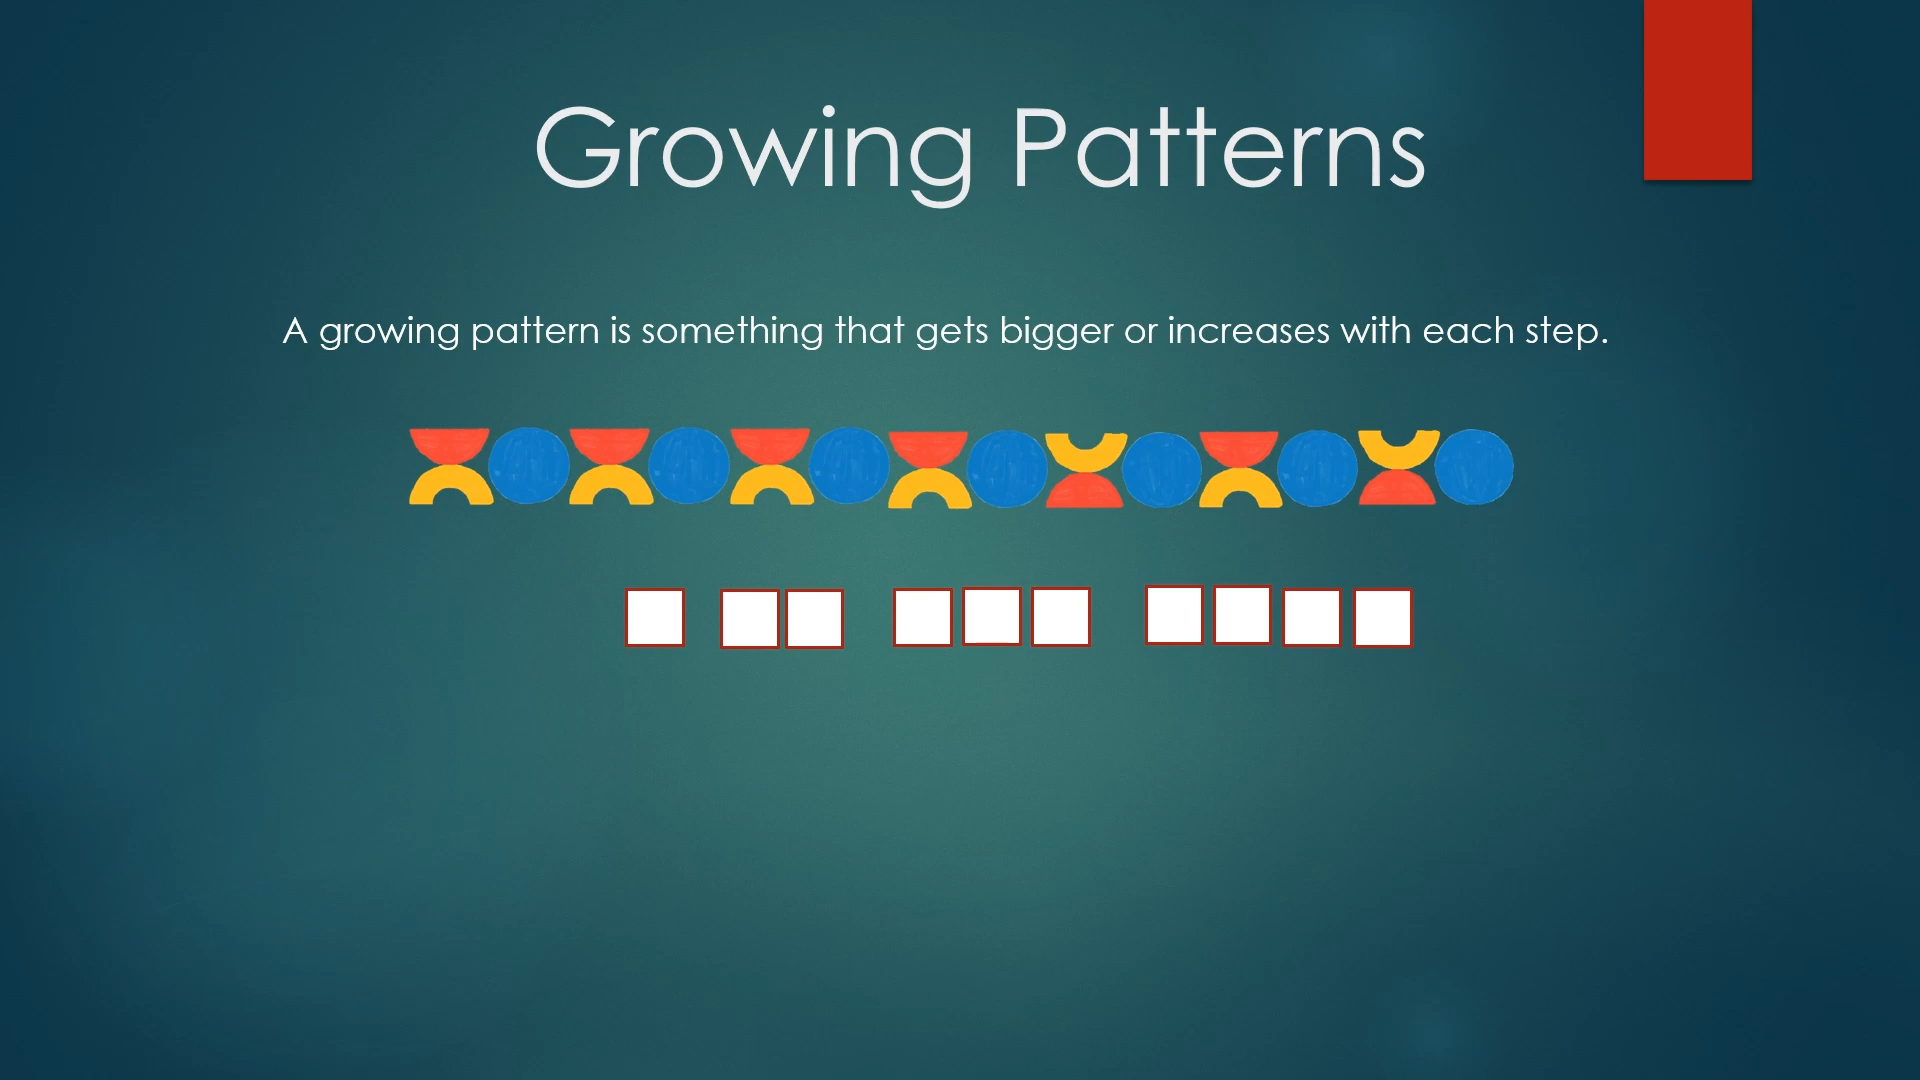 Growing Patterns
A growing pattern is something that gets bigger or increases with each step.